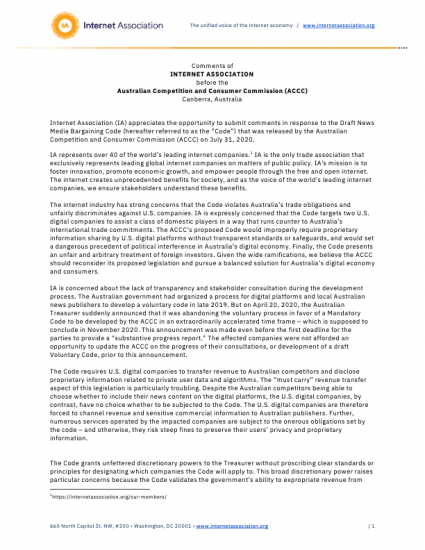 IA
Internet Association
The unified voice of the internet economy / www.internetassociation.org
Comments of
INTERNET ASSOCIATION
before the
Australian Competition and Consumer Commission (ACCC)
Canberra, Australia
Internet Association (IA) appreciates the opportunity to submit comments in response to the Draft News
Media Bargaining Code (hereafter referred to as the “Code”) that was released by the Australian
Competition and Consumer Commission (ACCC) on July 31, 2020.
IA represents over 40 of the world’s leading internet companies.¹ IA is the only trade association that
exclusively represents leading global internet companies on matters of public policy. IA’s mission is to
foster innovation, promote economic growth, and empower people through the free and open internet.
The internet creates unprecedented benefits for society, and as the voice of the world’s leading internet
companies, we ensure stakeholders understand these benefits.
The internet industry has strong concerns that the Code violates Australia’s trade obligations and
unfairly discriminates against U.S. companies. IA is expressly concerned that the Code targets two U.S.
digital companies to assist a class of domestic players in a way that runs counter to Australia’s
international trade commitments. The ACCC’s proposed Code would improperly require proprietary
information sharing by U.S. digital platforms without transparent standards or safeguards, and would set
a dangerous precedent of political interference in Australia’s digital economy. Finally, the Code presents
an unfair and arbitrary treatment of foreign investors. Given the wide ramifications, we believe the ACCC
should reconsider its proposed legislation and pursue a balanced solution for Australia’s digital economy
and consumers.
IA is concerned about the lack of transparency and stakeholder consultation during the development
process. The Australian government had organized a process for digital platforms and local Australian
news publishers to develop a voluntary code in late 2019. But on April 20, 2020, the Australian
Treasurer suddenly announced that it was abandoning the voluntary process in favor of a Mandatory
Code to be developed by the ACCC in an extraordinarily accelerated time frame – which is supposed to
conclude in November 2020. This announcement was made even before the first deadline for the
parties to provide a “substantive progress report.” The affected companies were not afforded an
opportunity to update the ACCC on the progress of their consultations, or development of a draft
Voluntary Code, prior to this announcement.
The Code requires U.S. digital companies to transfer revenue to Australian competitors and disclose
proprietary information related to private user data and algorithms. The “must carry” revenue transfer
aspect of this legislation is particularly troubling. Despite the Australian competitors being able to
choose whether to include their news content on the digital platforms, the U.S. digital companies, by
contrast, have no choice whether to be subjected to the Code. The U.S. digital companies are therefore
forced to channel revenue and sensitive commercial information to Australian publishers. Further,
numerous services operated by the impacted companies are subject to the onerous obligations set by
the code – and otherwise, they risk steep fines to preserve their users’ privacy and proprietary
information.
The Code grants unfettered discretionary powers to the Treasurer without proscribing clear standards or
principles for designating which companies the Code will apply to. This broad discretionary power raises
particular concerns because the Code validates the government’s ability to expropriate revenue from
¹https://internetassociation.org/our-members/
660 North Capitol St. NW, #200 • Washington, DC 20001 • www.internetassociation.org / 1